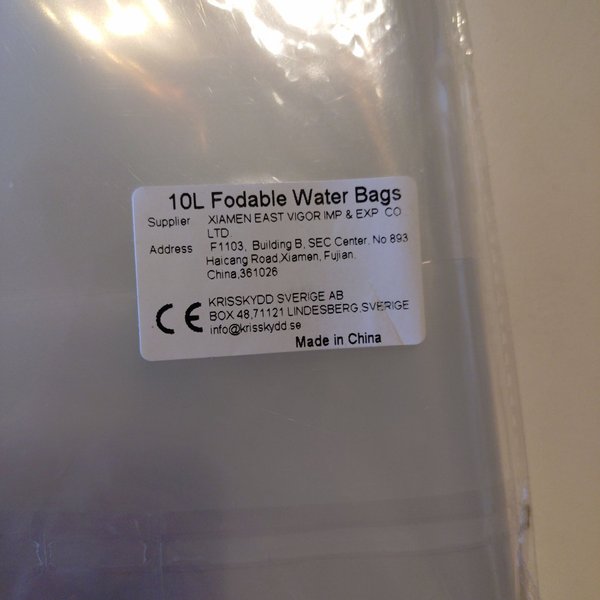 10L Fodable Water Bags
Supplier XIAMEN EAST VIGOR IMP & EXP CO
LTD.
Address F1103, Building B, SEC Center. No 893
Haicang Road.Xiamen, Fujian.
China,361026
CE KRISSKYDD SVERIGE AB
BOX 48,71121 LINDESBERG,SVERIGE
info@krisskydd.se
Made in China